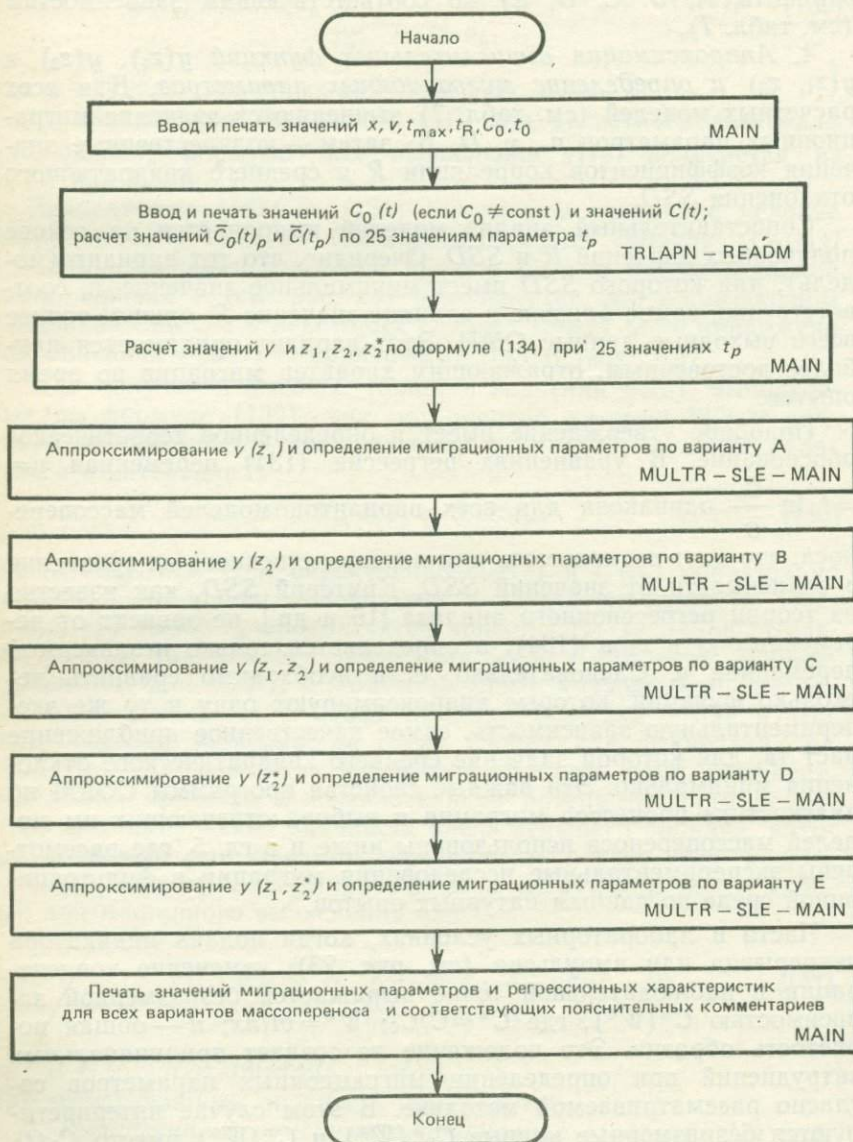 Начало
Ввод и печать значений x, v, t_max, t_R, C_0, t_0
MAIN
Ввод и печать значений C_0 (t) (если C_0 ≠ const) и значений C(t);
расчет значений C̅_0(t)_p и C̅(t_p) по 25 значениям параметра t_p
TRLAPN – READM
Расчет значений y и z_1, z_2, z_2^* по формуле (134) при 25 значениях t_p
MAIN
Аппроксимирование y (z_1) и определение миграционных параметров по варианту A
MULTR – SLE – MAIN
Аппроксимирование y (z_2) и определение миграционных параметров по варианту B
MULTR – SLE – MAIN
Аппроксимирование y (z_1, z_2) и определение миграционных параметров по варианту C
MULTR – SLE – MAIN
Аппроксимирование y (z_2^*) и определение миграционных параметров по варианту D
MULTR – SLE – MAIN
Аппроксимирование y (z_1, z_2^*) и определение миграционных параметров по варианту E
MULTR – SLE – MAIN
Печать значений миграционных параметров и регрессионных характеристик
для всех вариантов массопереноса и соответствующих пояснительных комментариев
MAIN
Конец